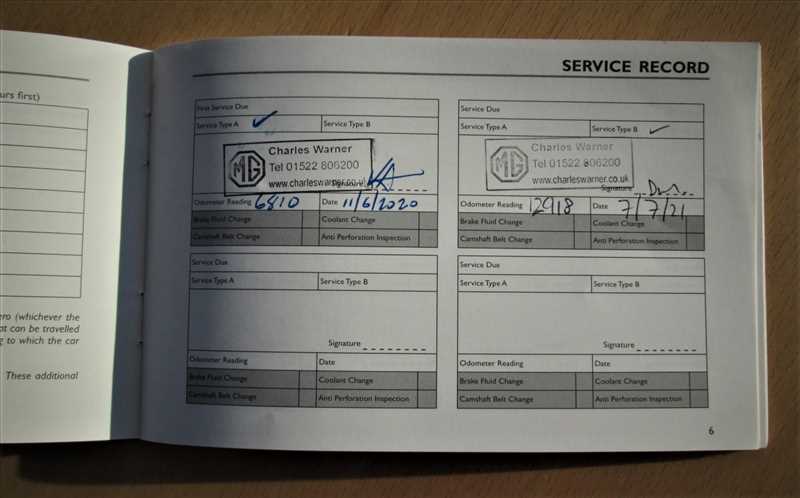 urs first)
ero (whichever the
at can be travelled
g to which the car
These additional
SERVICE RECORD
First Service Due
Service Type A ✓ Service Type B
MG
Charles Warner
Tel 01522 806200
www.charleswarner.co.uk
Signature
Odometer Reading 6810 Date 11/6/2020
Brake Fluid Change Coolant Change
Camshaft Belt Change Anti Perforation Inspection
Service Due
Service Type A Service Type B ✓
MG
Charles Warner
Tel 01522 806200
www.charleswarner.co.uk
Signature
Odometer Reading 12918 Date 7/7/21
Brake Fluid Change Coolant Change
Camshaft Belt Change Anti Perforation Inspection
Service Due
Service Type A Service Type B
Signature
Odometer Reading Date
Brake Fluid Change Coolant Change
Camshaft Belt Change Anti Perforation Inspection
Service Due
Service Type A Service Type B
Signature
Odometer Reading Date
Brake Fluid Change Coolant Change
Camshaft Belt Change Anti Perforation Inspection
6